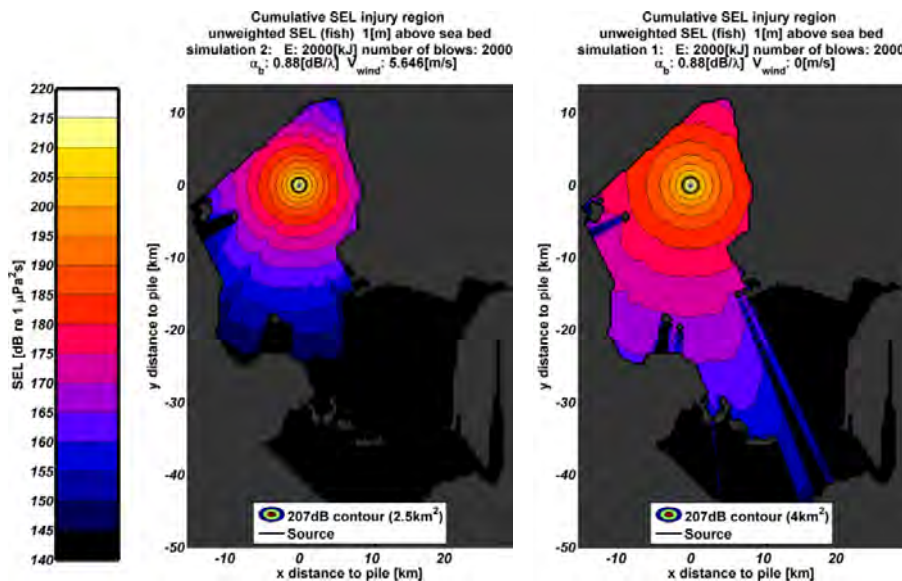 Cumulative SEL injury region
unweighted SEL (fish) 1[m] above sea bed
simulation 2: E: 2000[kJ] number of blows: 2000
α_b: 0.88[dB/λ] V_wind: 5.646[m/s]
Cumulative SEL injury region
unweighted SEL (fish) 1[m] above sea bed
simulation 1: E: 2000[kJ] number of blows: 2000
α_b: 0.88[dB/λ] V_wind: 0[m/s]
SEL [dB re 1 μPa²s]
220
215
210
205
200
195
190
185
180
175
170
165
160
155
150
145
140
y distance to pile [km]
10
0
-10
-20
-30
-40
-50
207dB contour (2.5km²)
Source
-10
0
10
20
x distance to pile [km]
y distance to pile [km]
10
0
-10
-20
-30
-40
-50
207dB contour (4km²)
Source
-10
0
10
20
x distance to pile [km]